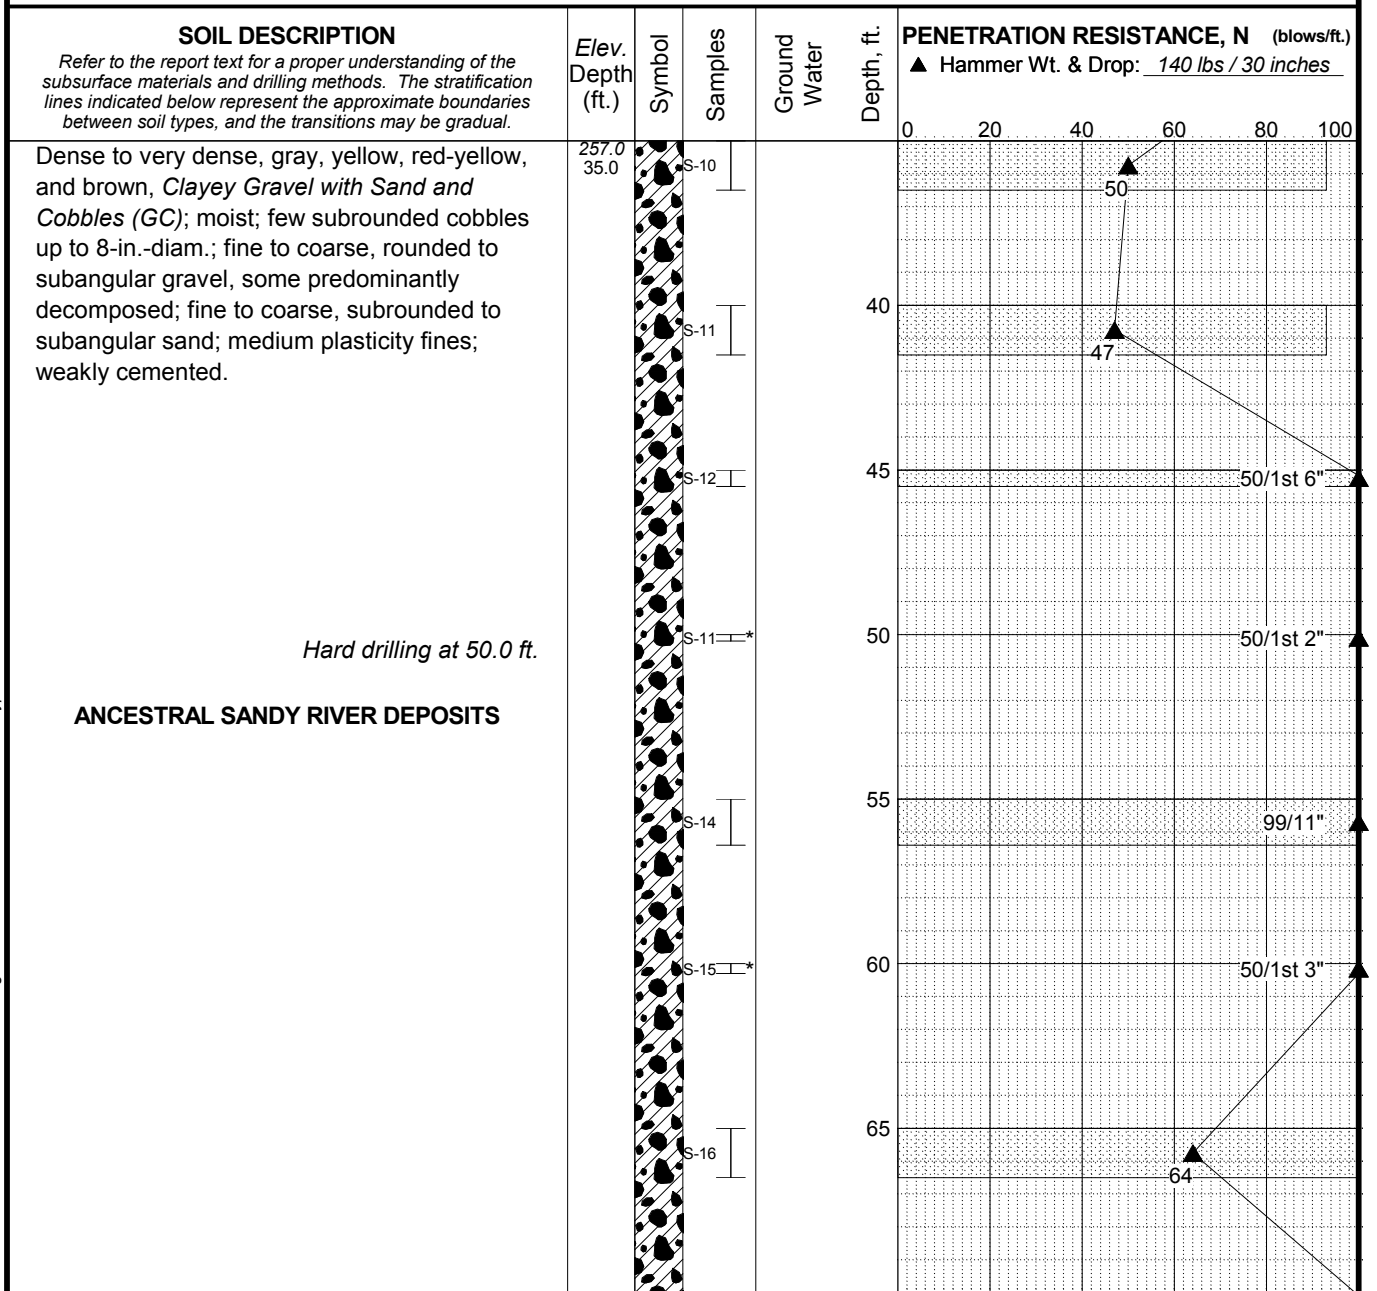 SOIL DESCRIPTION
Refer to the report text for a proper understanding of the
subsurface materials and drilling methods. The stratification
lines indicated below represent the approximate boundaries
between soil types, and the transitions may be gradual.
Elev.
Depth
(ft.)
Symbol
Samples
Ground
Water
Depth, ft.
PENETRATION RESISTANCE, N (blows/ft.)
▲ Hammer Wt. & Drop: 140 lbs / 30 inches
0 20 40 60 80 100
Dense to very dense, gray, yellow, red-yellow,
and brown, Clayey Gravel with Sand and
Cobbles (GC); moist; few subrounded cobbles
up to 8-in.-diam.; fine to coarse, rounded to
subangular gravel, some predominantly
decomposed; fine to coarse, subrounded to
subangular sand; medium plasticity fines;
weakly cemented.
257.0
35.0
S-10
50
40
S-11
47
45
S-12
50/1st 6"
Hard drilling at 50.0 ft.
S-11 *
50
50/1st 2"
ANCESTRAL SANDY RIVER DEPOSITS
55
S-14
99/11"
60
S-15 *
50/1st 3"
65
S-16
64